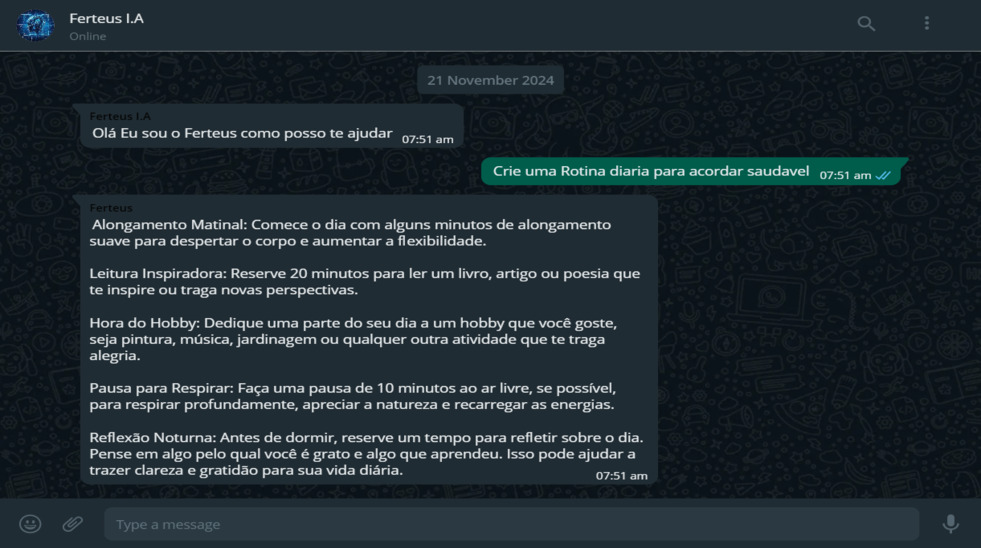 Ferteus I.A
Online
21 November 2024
Ferteus I.A
Olá Eu sou o Ferteus como posso te ajudar
07:51 am
Crie uma Rotina diaria para acordar saudavel
07:51 am
Ferteus
Alongamento Matinal: Comece o dia com alguns minutos de alongamento
suave para despertar o corpo e aumentar a flexibilidade.
Leitura Inspiradora: Reserve 20 minutos para ler um livro, artigo ou poesia que
te inspire ou traga novas perspectivas.
Hora do Hobby: Dedique uma parte do seu dia a um hobby que você goste,
seja pintura, música, jardinagem ou qualquer outra atividade que te traga
alegria.
Pausa para Respirar: Faça uma pausa de 10 minutos ao ar livre, se possível,
para respirar profundamente, apreciar a natureza e recarregar as energias.
Reflexão Noturna: Antes de dormir, reserve um tempo para refletir sobre o dia.
Pense em algo pelo qual você é grato e algo que aprendeu. Isso pode ajudar a
trazer clareza e gratidão para sua vida diária.
07:51 am
Type a message